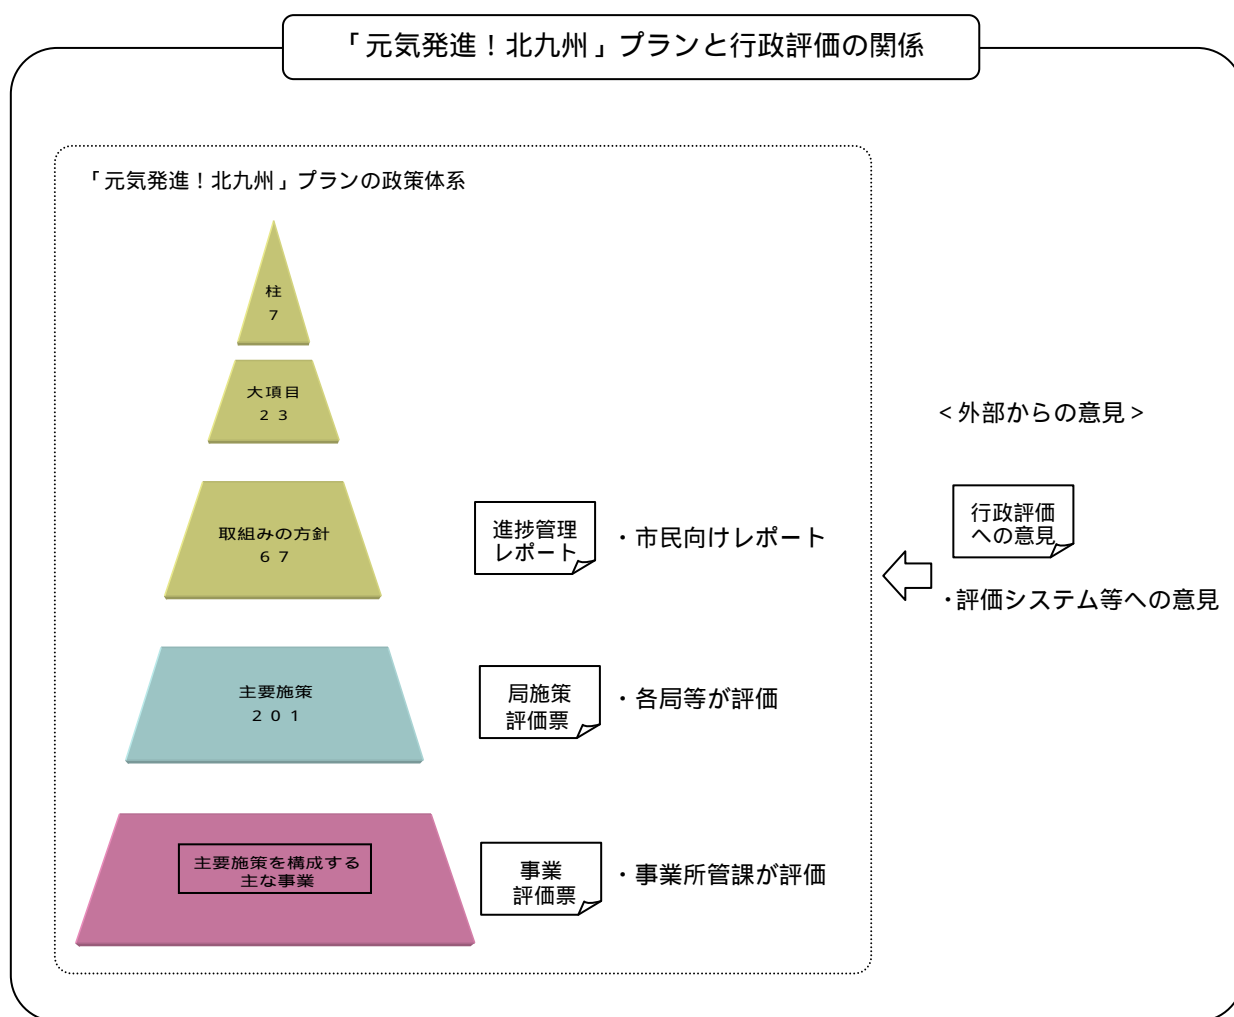 「元気発進！北九州」プランと行政評価の関係
「元気発進！北九州」プランの政策体系
柱
７
大項目
２３
＜外部からの意見＞
取組みの方針
６７
進捗管理
レポート
・市民向けレポート
行政評価
への意見
・評価システム等への意見
主要施策
２０１
局施策
評価票
・各局等が評価
主要施策を構成する
主な事業
事業
評価票
・事業所管課が評価